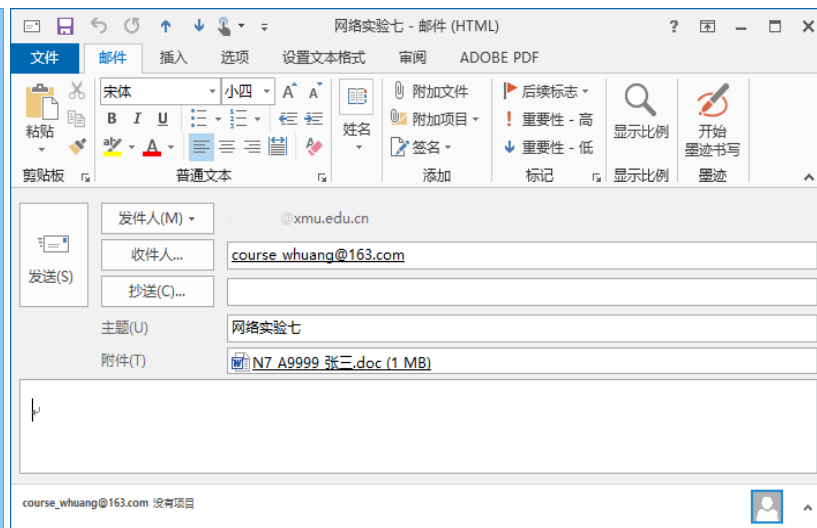 网络实验七 - 邮件 (HTML)
?
文件 邮件 插入 选项 设置文本格式 审阅 ADOBE PDF
粘贴
剪贴板
宋体 小四 A A
B I U
aby A
普通文本
姓名
附加文件
附加项目
签名
添加
后续标志
! 重要性 - 高
重要性 - 低
标记
显示比例
显示比例
开始
墨迹书写
墨迹
发送(S)
发件人(M) @xmu.edu.cn
收件人... course_whuang@163.com
抄送(C)...
主题(U) 网络实验七
附件(T) N7_A9999_张三.doc (1 MB)
course_whuang@163.com 没有项目